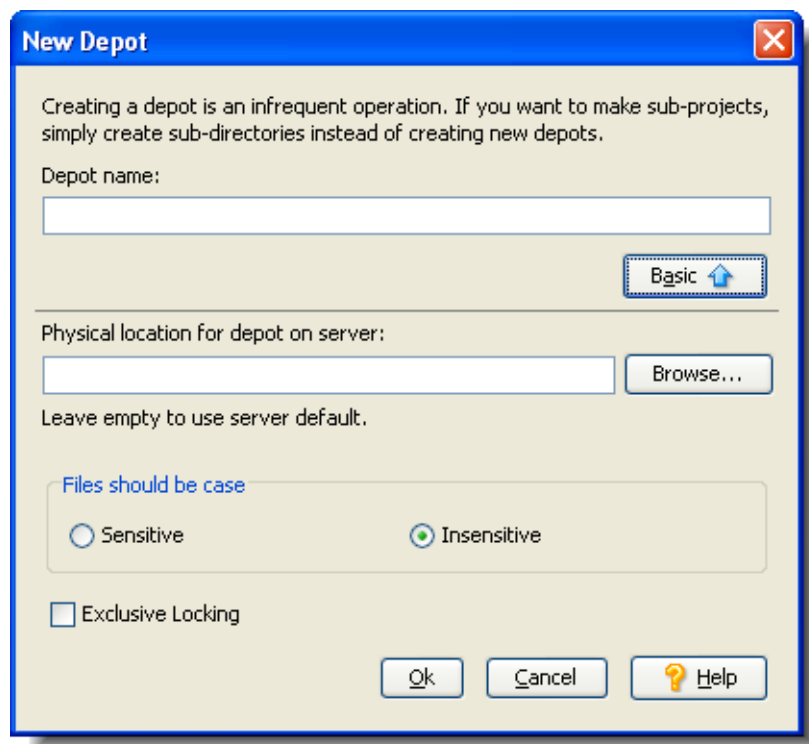 New Depot
Creating a depot is an infrequent operation. If you want to make sub-projects,
simply create sub-directories instead of creating new depots.
Depot name:
Basic
Physical location for depot on server:
Browse...
Leave empty to use server default.
Files should be case
Sensitive Insensitive
Exclusive Locking
Ok Cancel Help